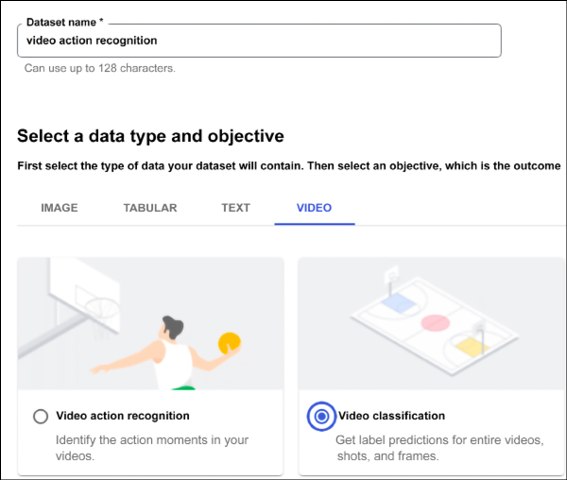 Dataset name *
video action recognition
Can use up to 128 characters.
Select a data type and objective
First select the type of data your dataset will contain. Then select an objective, which is the outcome
IMAGE TABULAR TEXT VIDEO
Video action recognition
Identify the action moments in your
videos.
Video classification
Get label predictions for entire videos,
shots, and frames.